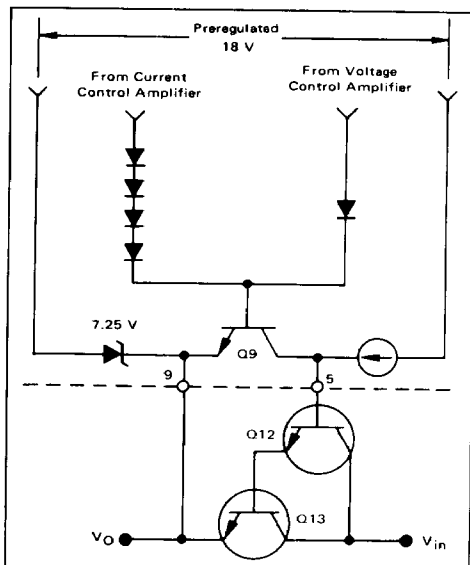 Preregulated
18 V
From Current
Control Amplifier
From Voltage
Control Amplifier
7.25 V
Q9
9
5
Q12
Q13
VO
Vin